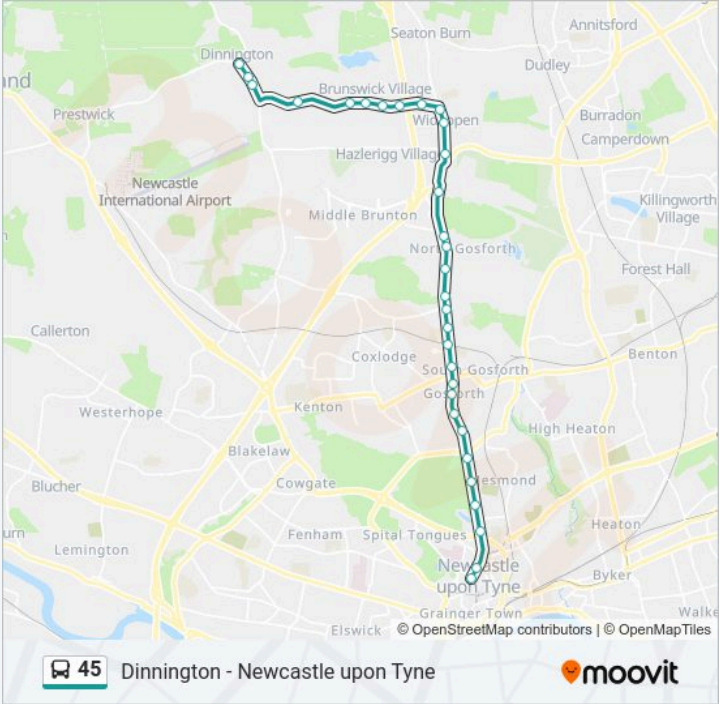 Seaton Burn
Annitsford
Dinnington
Dudley
Brunswick Village
Prestwick
Burradon
Camperdown
Hazlerigg Village
Newcastle
International Airport
Killingworth
Village
Middle Brunton
North Gosforth
Forest Hall
Callerton
Coxlodge
Benton
South Gosforth
Gosforth
Westerhope
Kenton
High Heaton
Blakelaw
Cowgate
Jesmond
Blucher
Heaton
Fenham
Spital Tongues
Lemington
Newcastle
upon Tyne
Byker
Grainger Town
Walke
Elswick
© OpenStreetMap contributors | © OpenMapTiles
45
Dinnington - Newcastle upon Tyne
moovit